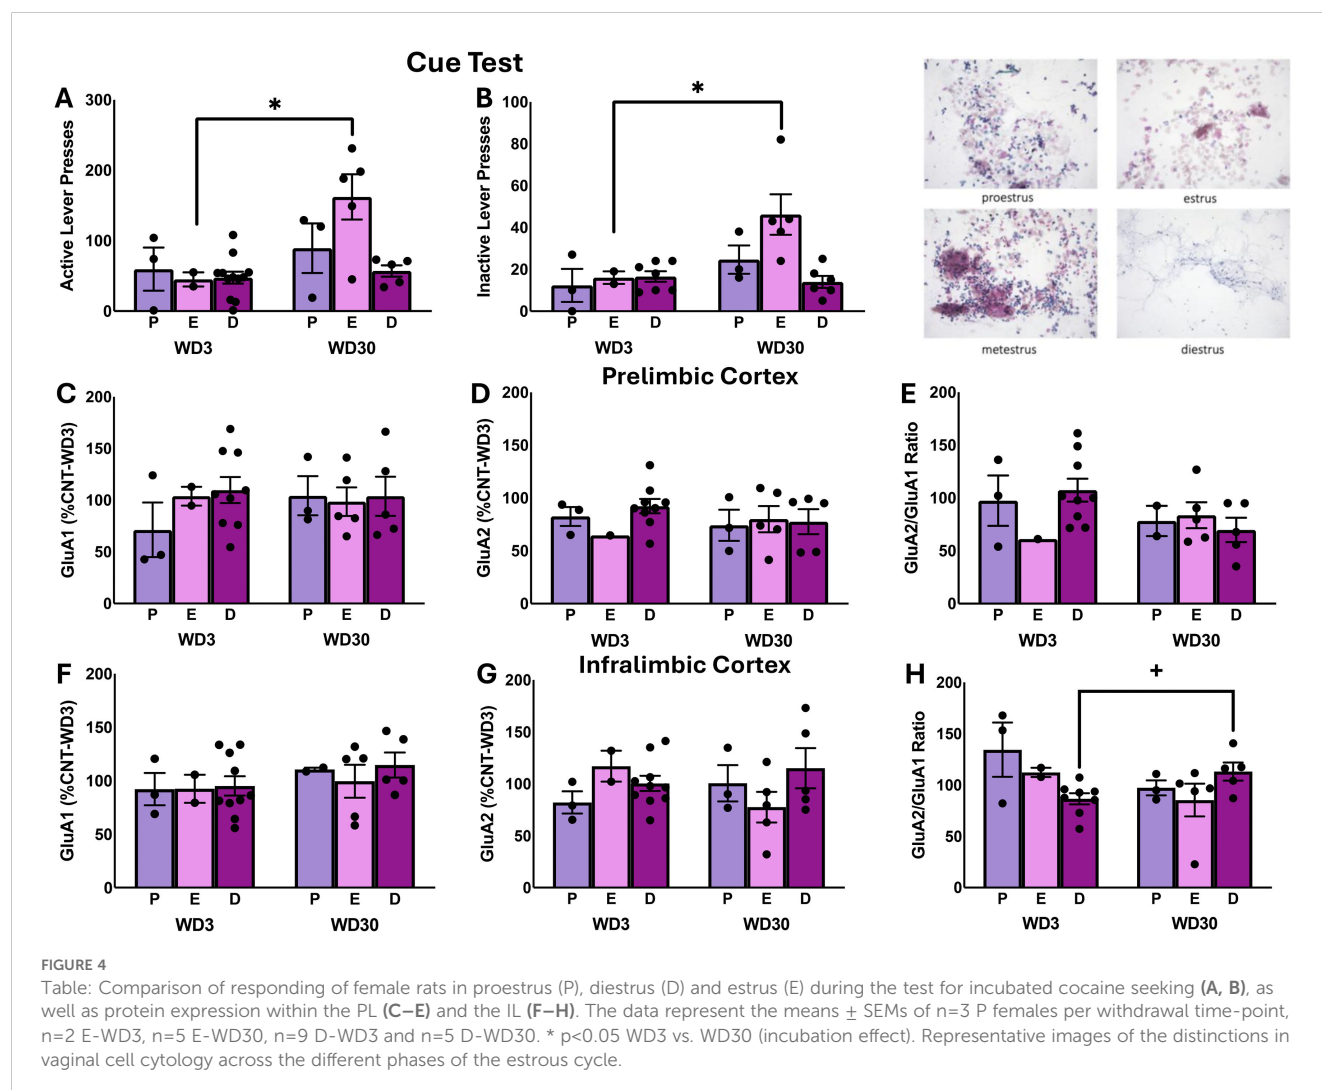 Cue Test
A
300
200
100
0
Active Lever Presses
*
P E D P E D
WD3 WD30
B
100
80
60
40
20
0
Inactive Lever Presses
*
P E D P E D
WD3 WD30
proestrus
estrus
metestrus
diestrus
Prelimbic Cortex
C
200
150
100
50
0
GluA1 (%CNT-WD3)
P E D P E D
WD3 WD30
D
200
150
100
50
0
GluA2 (%CNT-WD3)
P E D P E D
WD3 WD30
E
200
150
100
50
0
GluA2/GluA1 Ratio
P E D P E D
WD3 WD30
Infralimbic Cortex
F
200
150
100
50
0
GluA1 (%CNT-WD3)
P E D P E D
WD3 WD30
G
200
150
100
50
0
GluA2 (%CNT-WD3)
P E D P E D
WD3 WD30
H
200
150
100
50
0
GluA2/GluA1 Ratio
+
P E D P E D
WD3 WD30
FIGURE 4
Table: Comparison of responding of female rats in proestrus (P), diestrus (D) and estrus (E) during the test for incubated cocaine seeking (A, B), as
well as protein expression within the PL (C–E) and the IL (F–H). The data represent the means ± SEMs of n=3 P females per withdrawal time-point,
n=2 E-WD3, n=5 E-WD30, n=9 D-WD3 and n=5 D-WD30. * p<0.05 WD3 vs. WD30 (incubation effect). Representative images of the distinctions in
vaginal cell cytology across the different phases of the estrous cycle.